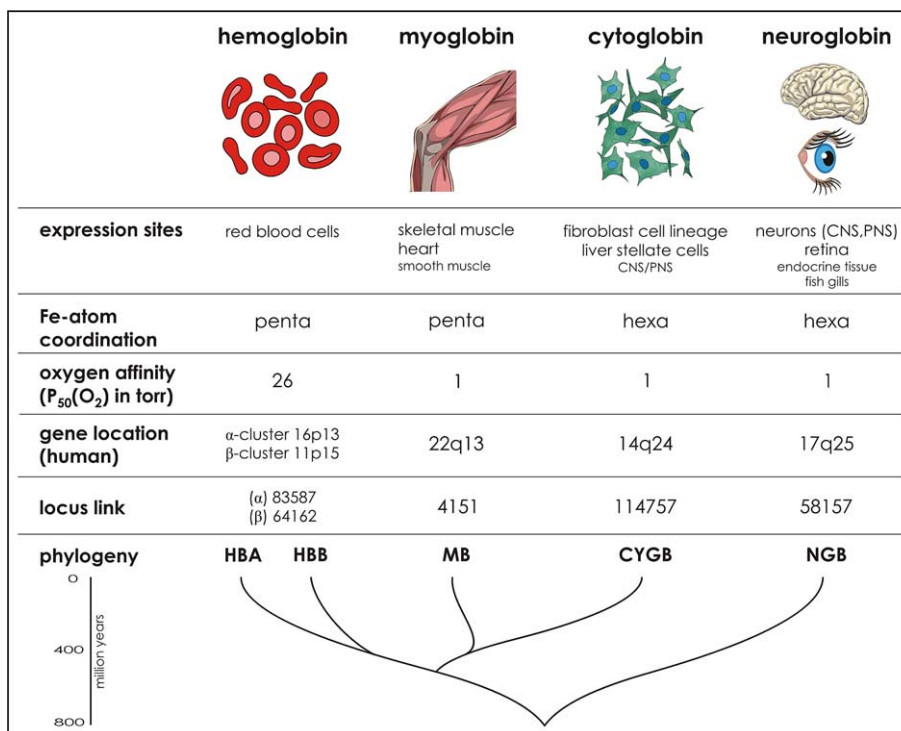 hemoglobin myoglobin cytoglobin neuroglobin
expression sites red blood cells skeletal muscle fibroblast cell lineage neurons (CNS,PNS)
heart liver stellate cells retina
smooth muscle CNS/PNS endocrine tissue
fish gills
Fe-atom penta penta hexa hexa
coordination
oxygen affinity 26 1 1 1
(P₅₀(O₂) in torr)
gene location α-cluster 16p13 22q13 14q24 17q25
(human) β-cluster 11p15
locus link (α) 83587 4151 114757 58157
(β) 64162
phylogeny HBA HBB MB CYGB NGB
0
400
800
million years